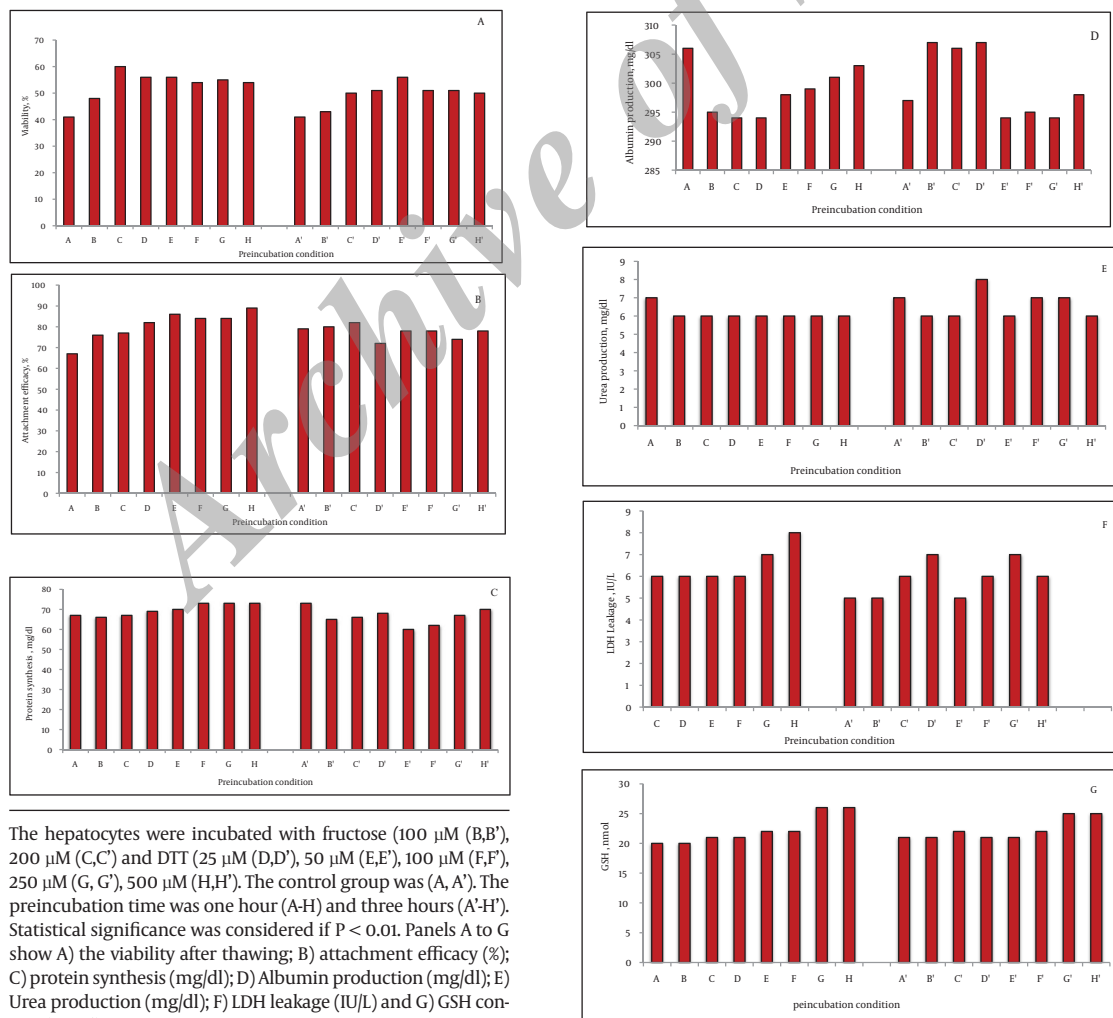 A
70
60
50
40
30
20
10
0
Viability, %
A B C D E F G H A' B' C' D' E' F' G' H'
Preincubation condition
B
100
90
80
70
60
50
40
30
20
10
0
Attachment efficacy, %
A B C D E F G H A' B' C' D' E' F' G' H'
Preincubation condition
C
80
70
60
50
40
30
20
10
0
Protein synthesis , mg/dl
A B C D E F G H A' B' C' D' E' F' G' H'
Preincubation condition
The hepatocytes were incubated with fructose (100 µM (B,B’),
200 µM (C,C’) and DTT (25 µM (D,D’), 50 µM (E,E’), 100 µM (F,F’),
250 µM (G, G’), 500 µM (H,H’). The control group was (A, A’). The
preincubation time was one hour (A-H) and three hours (A’-H’).
Statistical significance was considered if P < 0.01. Panels A to G
show A) the viability after thawing; B) attachment efficacy (%);
C) protein synthesis (mg/dl); D) Albumin production (mg/dl); E)
Urea production (mg/dl); F) LDH leakage (IU/L) and G) GSH con-
D
310
305
300
295
290
285
Albumin production, mg/dl
A B C D E F G H A' B' C' D' E' F' G' H'
Preincubation condition
E
9
8
7
6
5
4
3
2
1
0
Urea production, mg/dl
A B C D E F G H A' B' C' D' E' F' G' H'
Preincubation condition
F
9
8
7
6
5
4
3
2
1
0
LDH Leakage ,IU/L
C D E F G H A' B' C' D' E' F' G' H'
Preincubation condition
G
30
25
20
15
10
5
0
GSH , nmol
A B C D E F G H A' B' C' D' E' F' G' H'
peincubation condition
Archive of